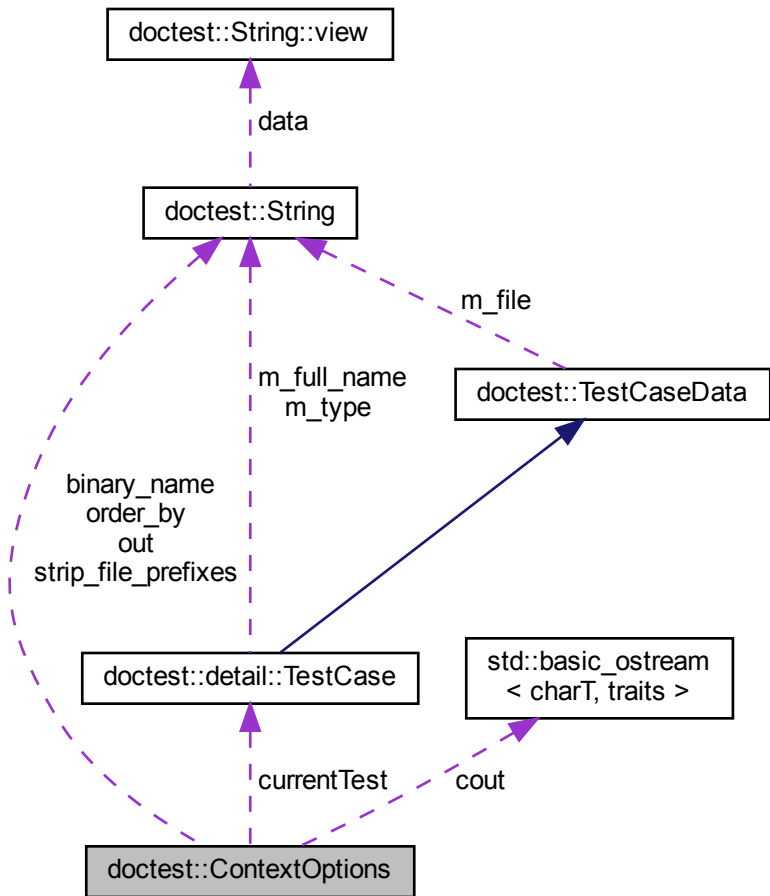 doctest::String::view
data
doctest::String
m_file
m_full_name
m_type
doctest::TestCaseData
binary_name
order_by
out
strip_file_prefixes
doctest::detail::TestCase
std::basic_ostream
< charT, traits >
currentTest
cout
doctest::ContextOptions